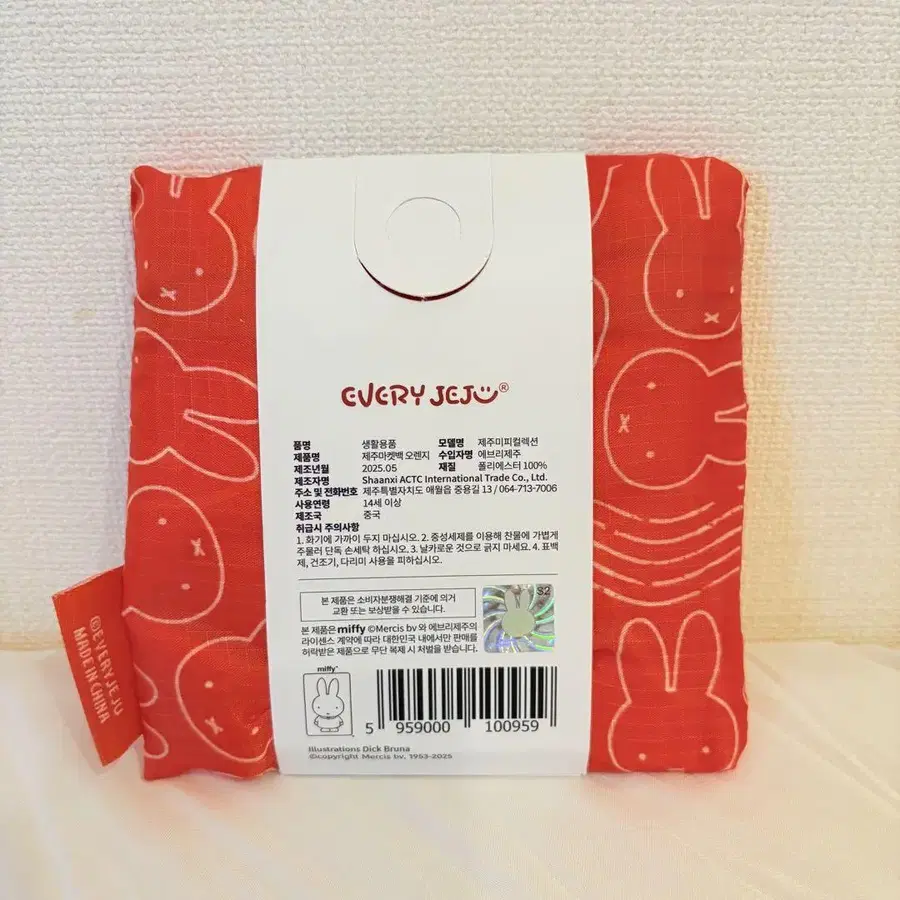 EVERY JEJU®
품명 생활용품 모델명 제주미피컬렉션
제품명 제주마켓백 오렌지 수입자명 에브리제주
제조년월 2025.05 재질 폴리에스터 100%
제조자명 Shaanxi ACTC International Trade Co., Ltd.
주소 및 전화번호 제주특별자치도 애월읍 중용길 13 / 064-713-7006
사용연령 14세 이상
제조국 중국
취급시 주의사항
1. 화기에 가까이 두지 마십시오. 2. 중성세제를 이용해 찬물에 가볍게
주물러 단독 손세탁 하십시오. 3. 날카로운 것으로 긁지 마세요. 4. 표백
제, 건조기, 다리미 사용을 피하십시오.
본 제품은 소비자분쟁해결 기준에 의거
교환 또는 보상받을 수 있습니다.
S2
본 제품은 miffy ©Mercis bv 와 에브리제주의
라이센스 계약에 따라 대한민국 내에서만 판매를
허락받은 제품으로 무단 복제 시 처벌을 받습니다.
miffy
5 959000 100959
Illustrations Dick Bruna
©copyright Mercis bv, 1953-2025
©EVERY JEJU
MADE IN CHINA